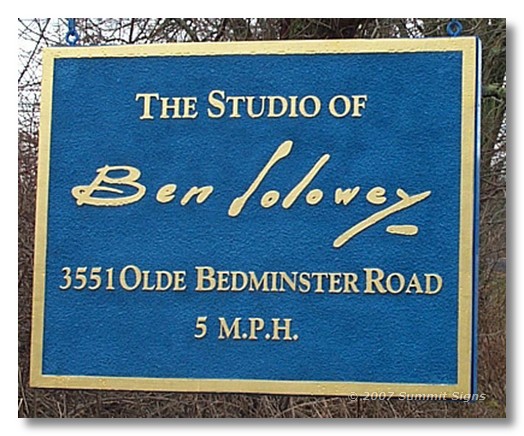 THE STUDIO OF
Ben Solowey
3551 OLDE BEDMINSTER ROAD
5 M.P.H.
© 2007 Summit Signs